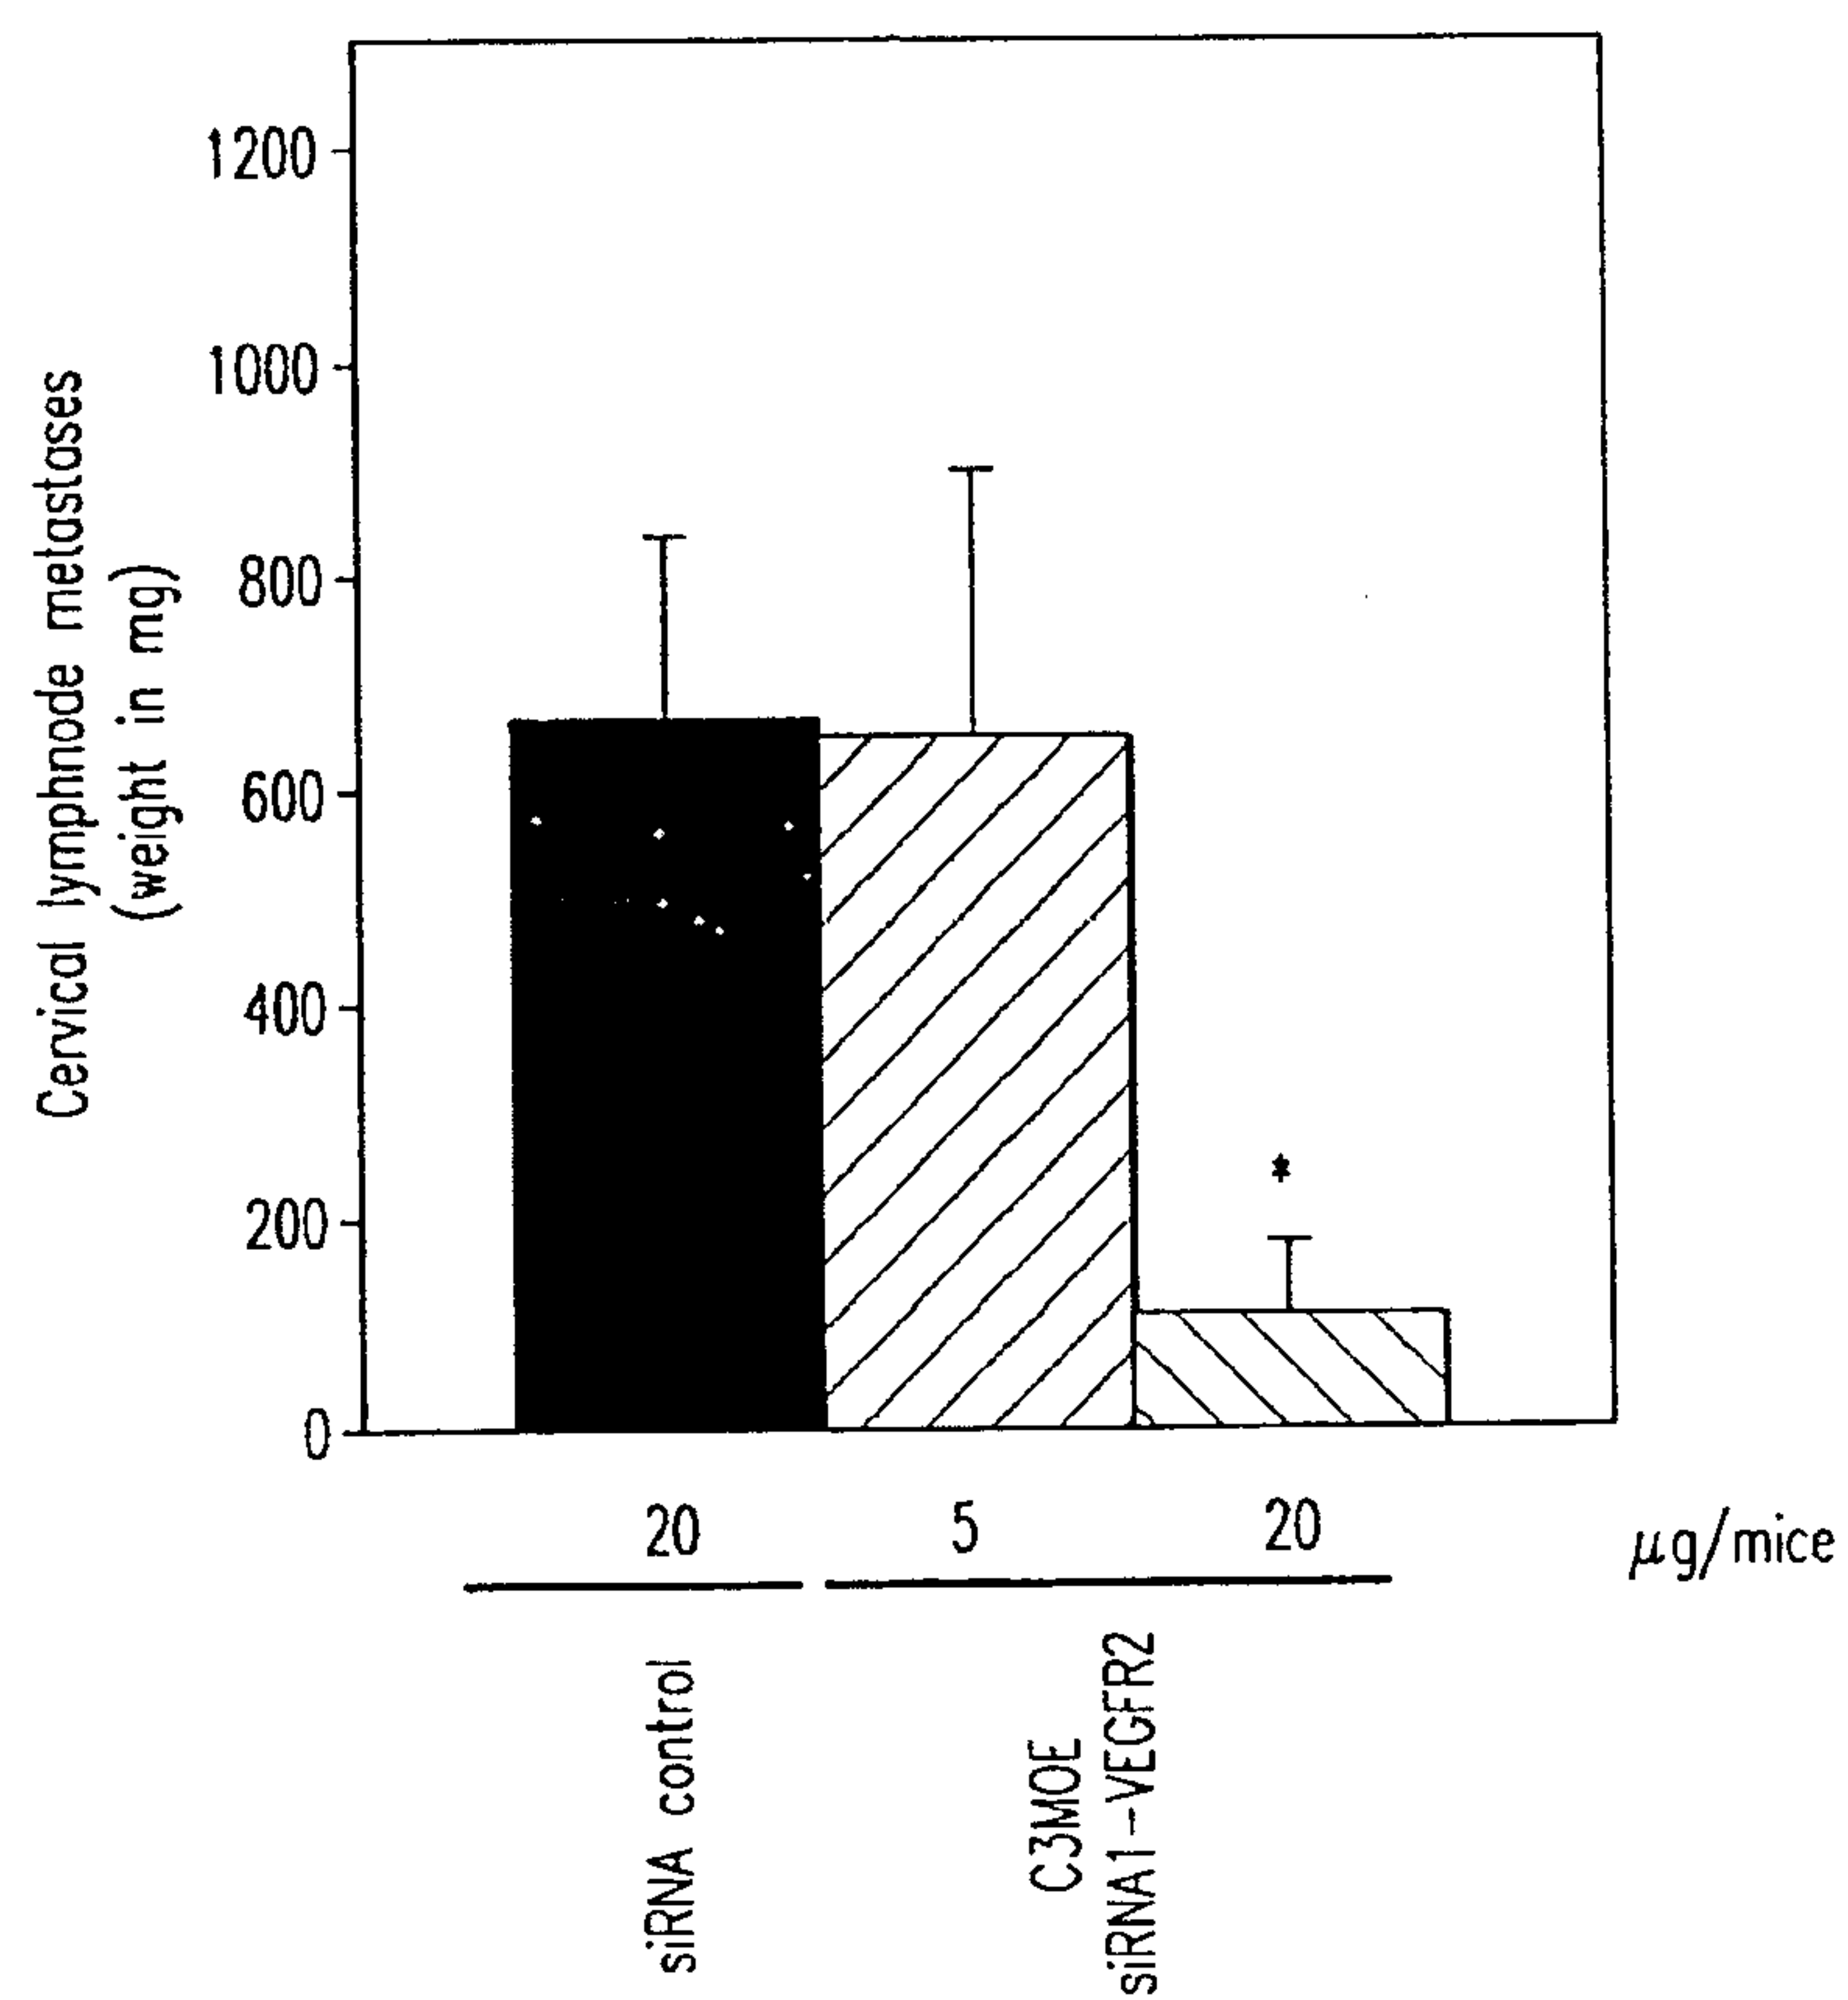 Cervical lymphnode metastases
(weight in mg)
1200
1000
800
600
400
200
0
*
20 5 20 µg/mice
siRNA control
C3MOE
siRNA1-VEGFR2